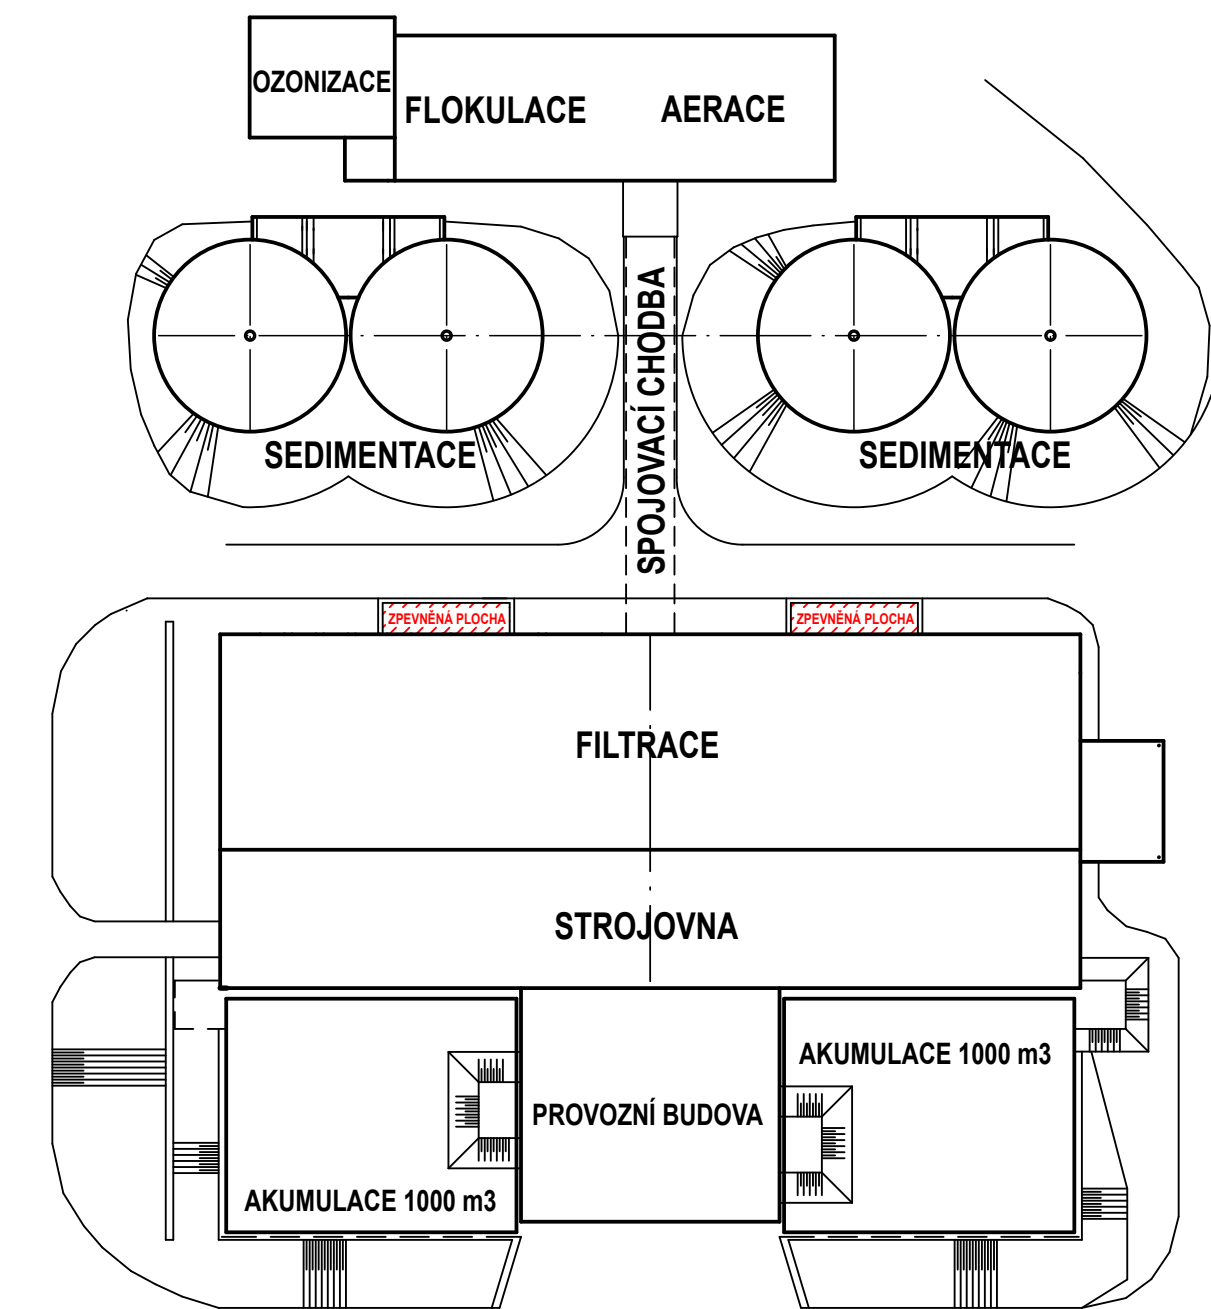 OZONIZACE
FLOKULACE
AERACE
SPOJOVACÍ CHODBA
SEDIMENTACE
SEDIMENTACE
ZPEVNĚNÁ PLOCHA
ZPEVNĚNÁ PLOCHA
FILTRACE
STROJOVNA
AKUMULACE 1000 m3
PROVOZNÍ BUDOVA
AKUMULACE 1000 m3